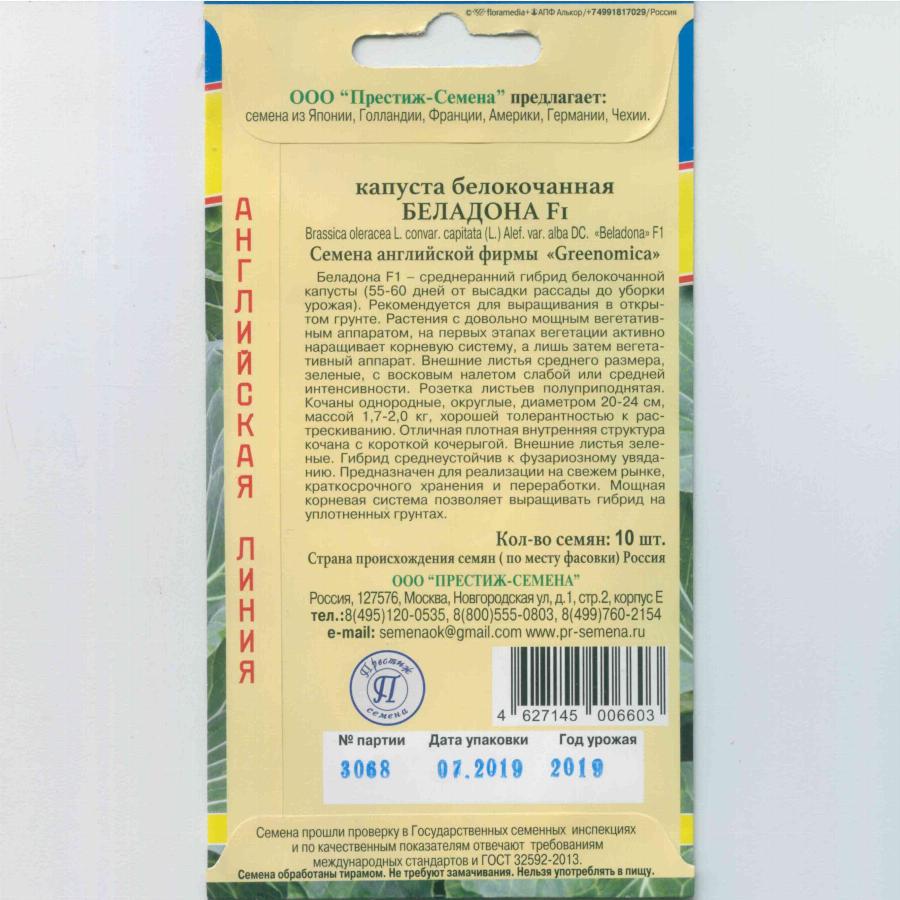 © floramedia+АПФ Алькор/+74991817029/Россия
ООО “Престиж-Семена” предлагает:
семена из Японии, Голландии, Франции, Америки, Германии, Чехии.
АНГЛИЙСКАЯ ЛИНИЯ
капуста белокочанная
БЕЛАДОНА F1
Brassica oleracea L. convar. capitata (L.) Alef. var. alba DC. «Beladona» F1
Семена английской фирмы «Greenomica»
Беладона F1 – среднеранний гибрид белокочанной
капусты (55-60 дней от высадки рассады до уборки
урожая). Рекомендуется для выращивания в откры-
том грунте. Растения с довольно мощным вегетатив-
ным аппаратом, на первых этапах вегетации активно
наращивает корневую систему, а лишь затем вегета-
тивный аппарат. Внешние листья среднего размера,
зеленые, с восковым налетом слабой или средней
интенсивности. Розетка листьев полуприподнятая.
Кочаны однородные, округлые, диаметром 20-24 см,
массой 1,7-2,0 кг, хорошей толерантностью к рас-
трескиванию. Отличная плотная внутренняя структура
кочана с короткой кочерыгой. Внешние листья зеле-
ные. Гибрид среднеустойчив к фузариозному увяда-
нию. Предназначен для реализации на свежем рынке,
краткосрочного хранения и переработки. Мощная
корневая система позволяет выращивать гибрид на
уплотненных грунтах.
Кол-во семян: 10 шт.
Страна происхождения семян ( по месту фасовки) Россия
ООО “ПРЕСТИЖ-СЕМЕНА”
Россия, 127576, Москва, Новгородская ул, д.1, стр.2, корпус Е
тел.:8(495)120-0535, 8(800)555-0803, 8(499)760-2154
e-mail: semenaok@gmail.com www.pr-semena.ru
Престиж
П
семена
4 627145 006603
№ партии Дата упаковки Год урожая
3068 07.2019 2019
Семена прошли проверку в Государственных семенных инспекциях
и по качественным показателям отвечают требованиям
международных стандартов и ГОСТ 32592-2013.
Семена обработаны тирамом. Не требуют замачивания. Нельзя употреблять в пищу.